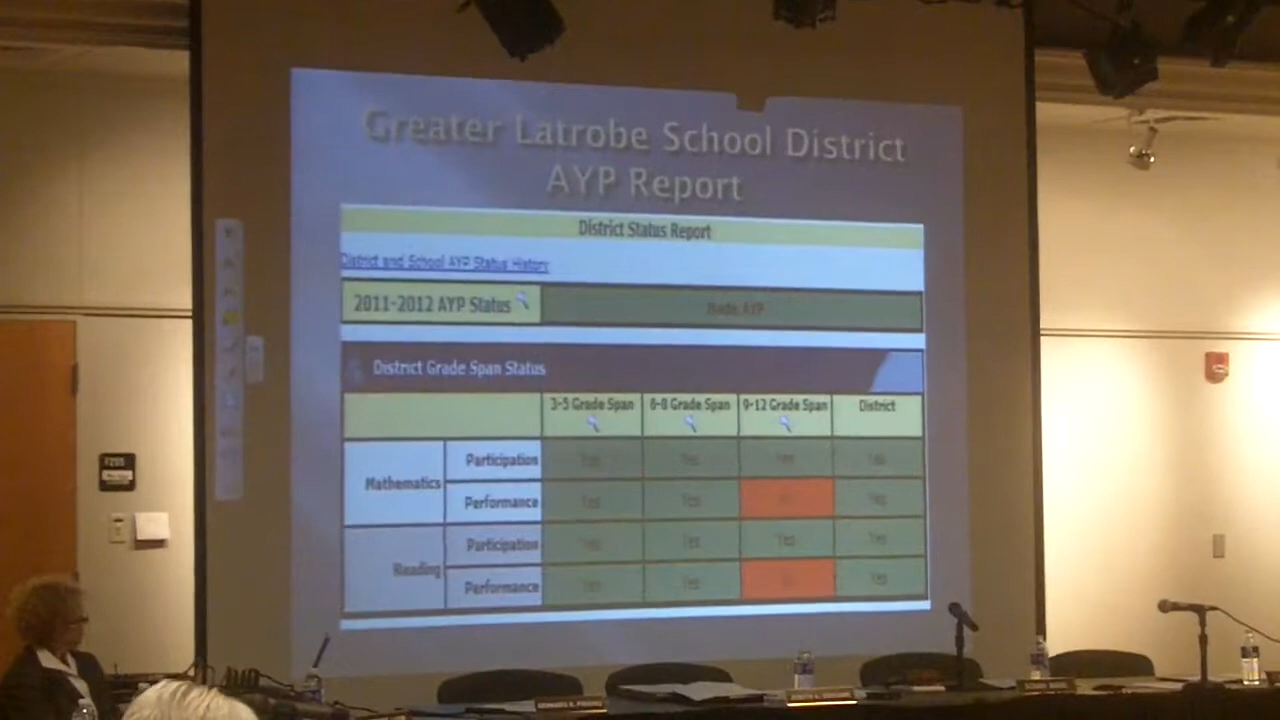 Greater Latrobe School District
AYP Report
District Status Report
District and School AYP Status History
2011-2012 AYP Status Made AYP
District Grade Span Status
3-5 Grade Span 6-8 Grade Span 9-12 Grade Span District
Mathematics
Participation Yes Yes Yes Yes
Performance Yes Yes Yes
Reading
Participation Yes Yes Yes Yes
Performance Yes Yes Yes